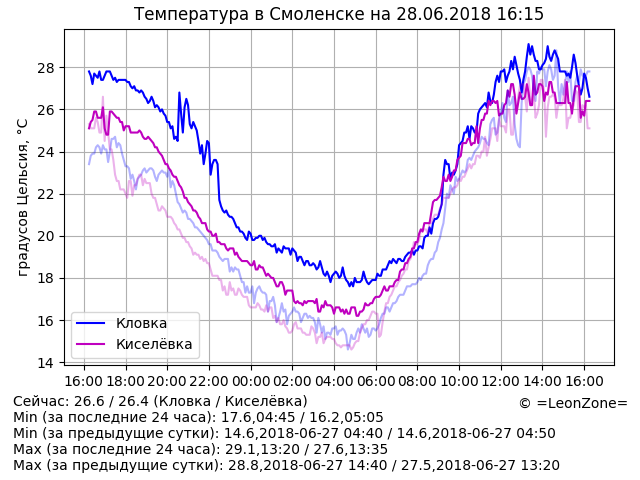 Температура в Смоленске на 28.06.2018 16:15
градусов Цельсия, °C
28
26
24
22
20
18
16
14
Кловка
Киселёвка
16:00 18:00 20:00 22:00 00:00 02:00 04:00 06:00 08:00 10:00 12:00 14:00 16:00
Сейчас: 26.6 / 26.4 (Кловка / Киселёвка)
© =LeonZone=
Min (за последние 24 часа): 17.6,04:45 / 16.2,05:05
Min (за предыдущие сутки): 14.6,2018-06-27 04:40 / 14.6,2018-06-27 04:50
Max (за последние 24 часа): 29.1,13:20 / 27.6,13:35
Max (за предыдущие сутки): 28.8,2018-06-27 14:40 / 27.5,2018-06-27 13:20